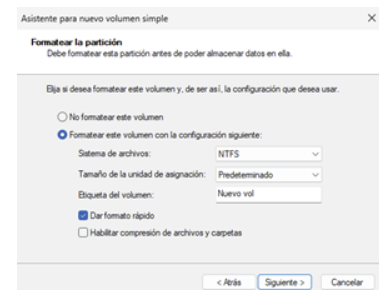 Asistente para nuevo volumen simple
Formatear la partición
Debe formatear esta partición antes de poder almacenar datos en ella.
Elija si desea formatear este volumen y, de ser así, la configuración que desea usar.
No formatear este volumen
Formatear este volumen con la configuración siguiente:
Sistema de archivos: NTFS
Tamaño de la unidad de asignación: Predeterminado
Etiqueta del volumen: Nuevo vol
Dar formato rápido
Habilitar compresión de archivos y carpetas
< Atrás Siguiente > Cancelar